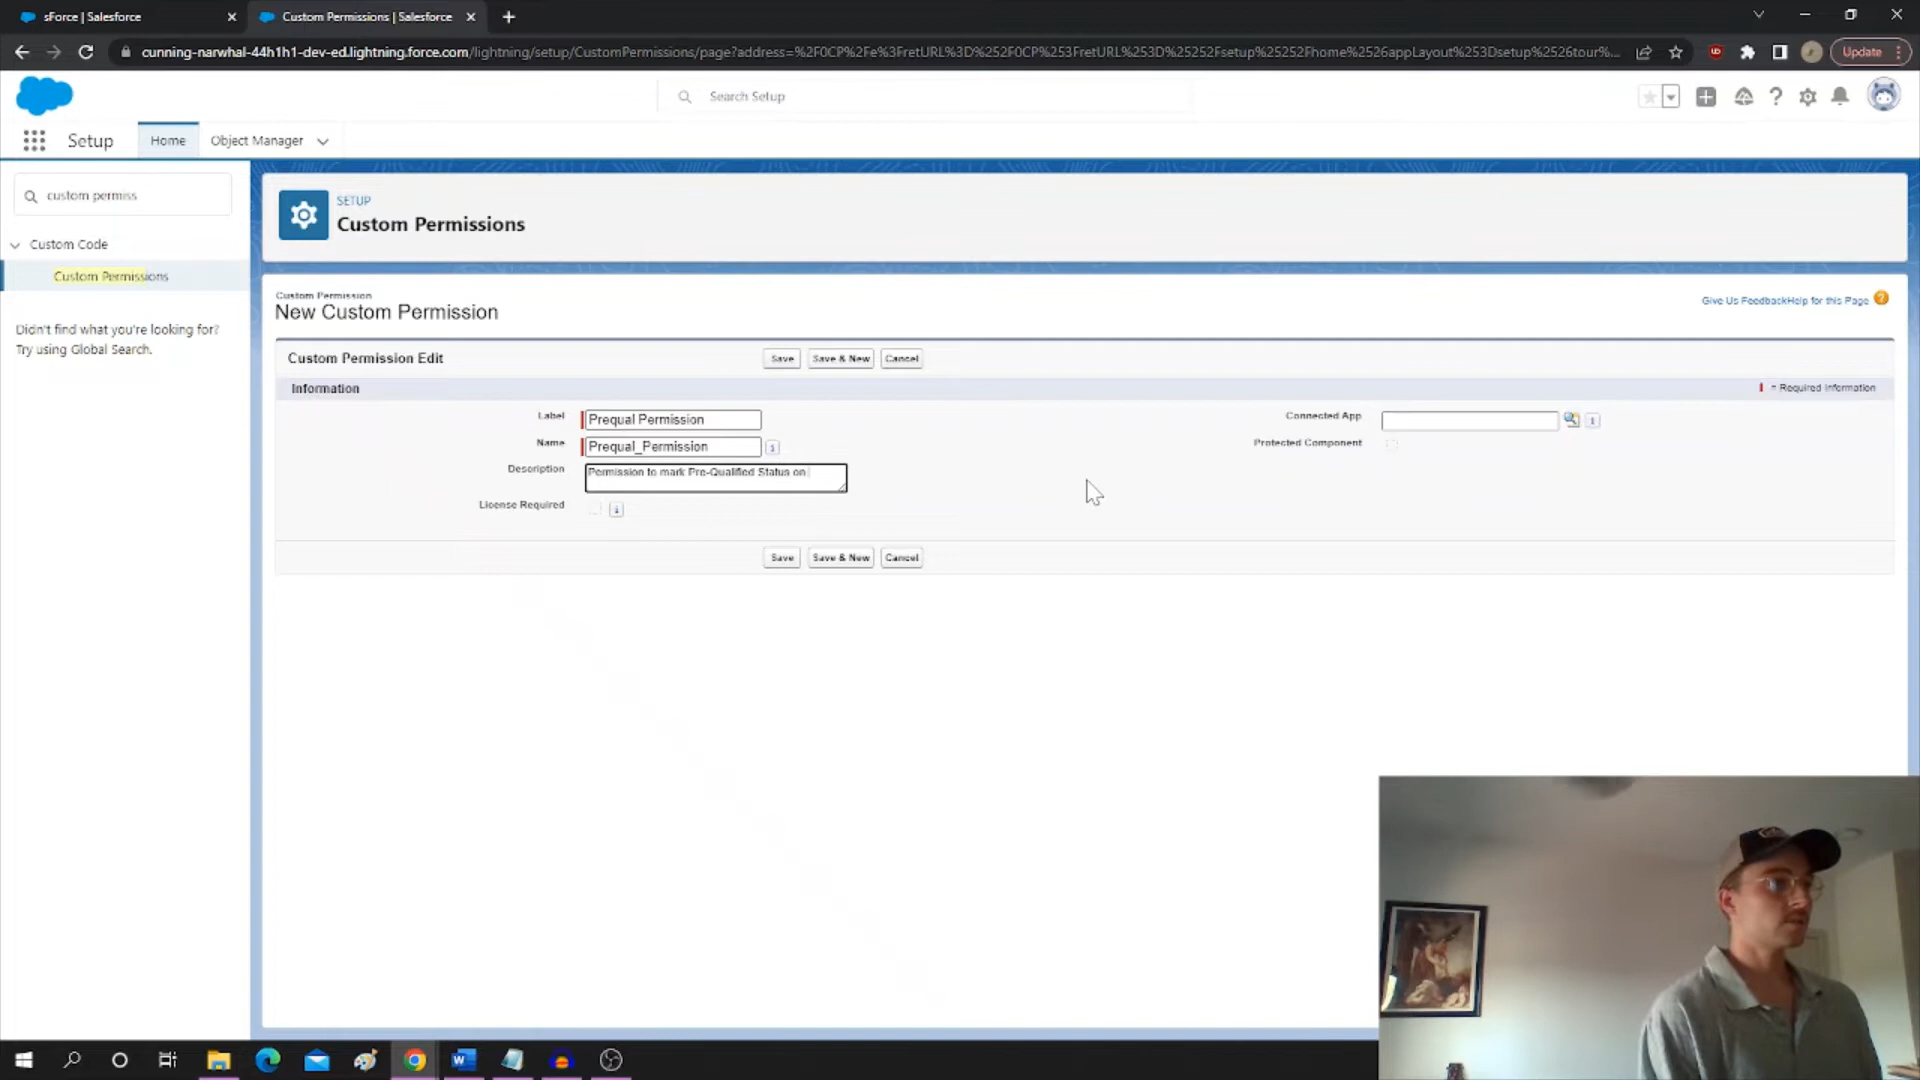 sForce | Salesforce
Custom Permissions | Salesforce
cunning-narwhal-44h1h1-dev-ed.lightning.force.com/lightning/setup/CustomPermissions/page?address=%2F0CP%2Fe%3FretURL%3D%252F0CP%253FretURL%253D%25252Fsetup%25252Fhome%2526appLayout%253Dsetup%2526tour%...
Update
Search Setup
Setup
Home
Object Manager
custom permiss
Custom Code
Custom Permissions
Didn't find what you're looking for?
Try using Global Search.
SETUP
Custom Permissions
Custom Permission
New Custom Permission
Give Us Feedback
Help for this Page
Custom Permission Edit
Save
Save & New
Cancel
Information
= Required Information
Label
Prequal Permission
Connected App
Name
Prequal_Permission
Protected Component
Description
Permission to mark Pre-Qualified Status on
License Required
Save
Save & New
Cancel